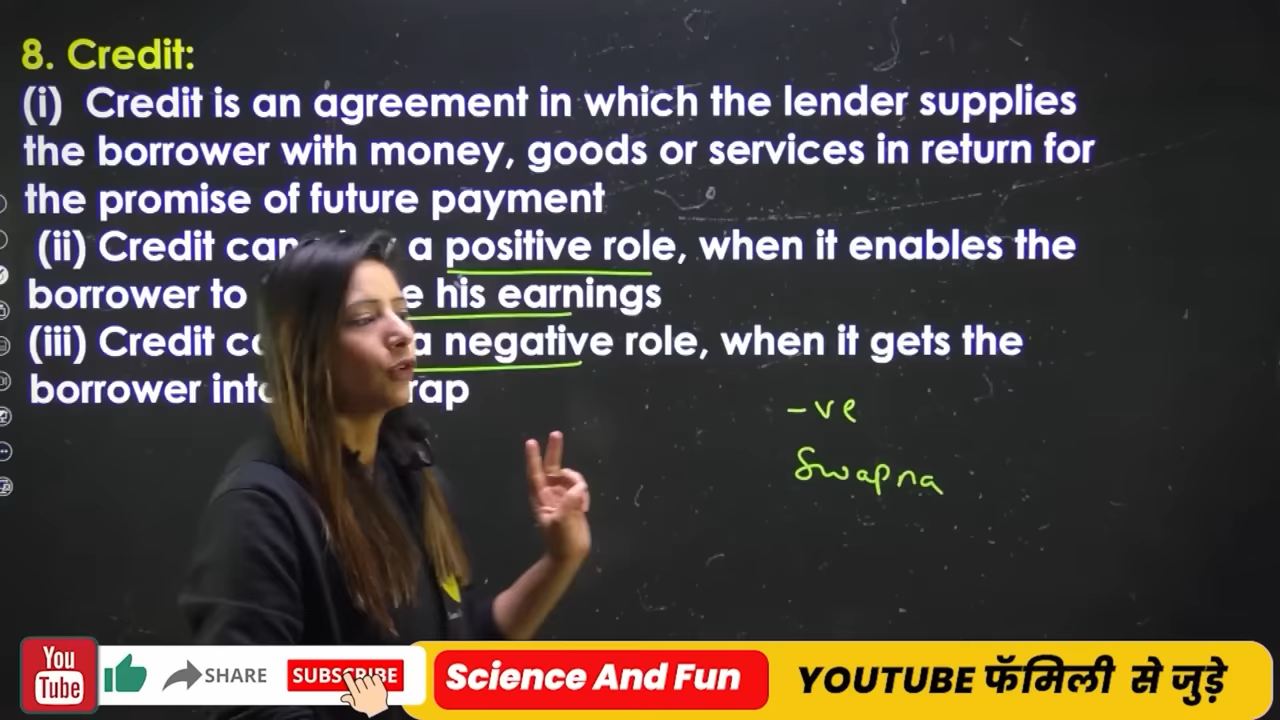 8. Credit:
(i) Credit is an agreement in which the lender supplies
the borrower with money, goods or services in return for
the promise of future payment
(ii) Credit can a positive role, when it enables the
borrower to his earnings
(iii) Credit a negative role, when it gets the
borrower
-ve
Swapna
You Tube
SHARE
SUBSCRIBE
Science And Fun
YOUTUBE फॅमिली से जुड़े